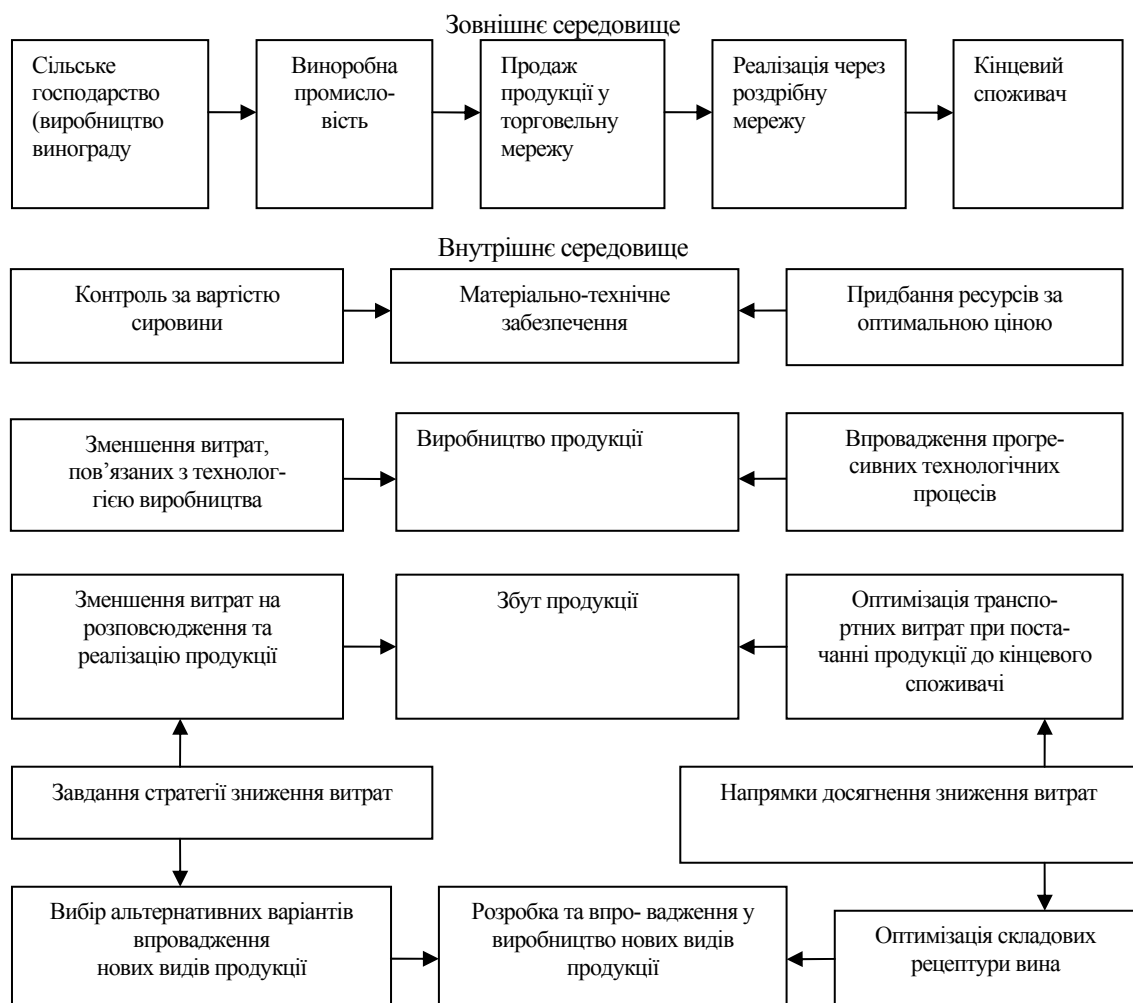 Зовнішнє середовище
Сільське
господарство
(виробництво
винограду
Виноробна
промисло-
вість
Продаж
продукції у
торговельну
мережу
Реалізація через
роздрібну
мережу
Кінцевий
споживач
Внутрішнє середовище
Контроль за вартістю
сировини
Матеріально-технічне
забезпечення
Придбання ресурсів за
оптимальною ціною
Зменшення витрат,
пов’язаних з технолог-
гією виробництва
Виробництво продукції
Впровадження прогре-
сивних технологічних
процесів
Зменшення витрат на
розповсюдження та
реалізацію продукції
Збут продукції
Оптимізація транспо-
ртних витрат при поста-
чанні продукції до кінцевого
споживачі
Завдання стратегії зниження витрат
Напрямки досягнення зниження витрат
Вибір альтернативних варіантів
впровадження
нових видів продукції
Розробка та впро- вадження у
виробництво нових видів
продукції
Оптимізація складових
рецептури вина